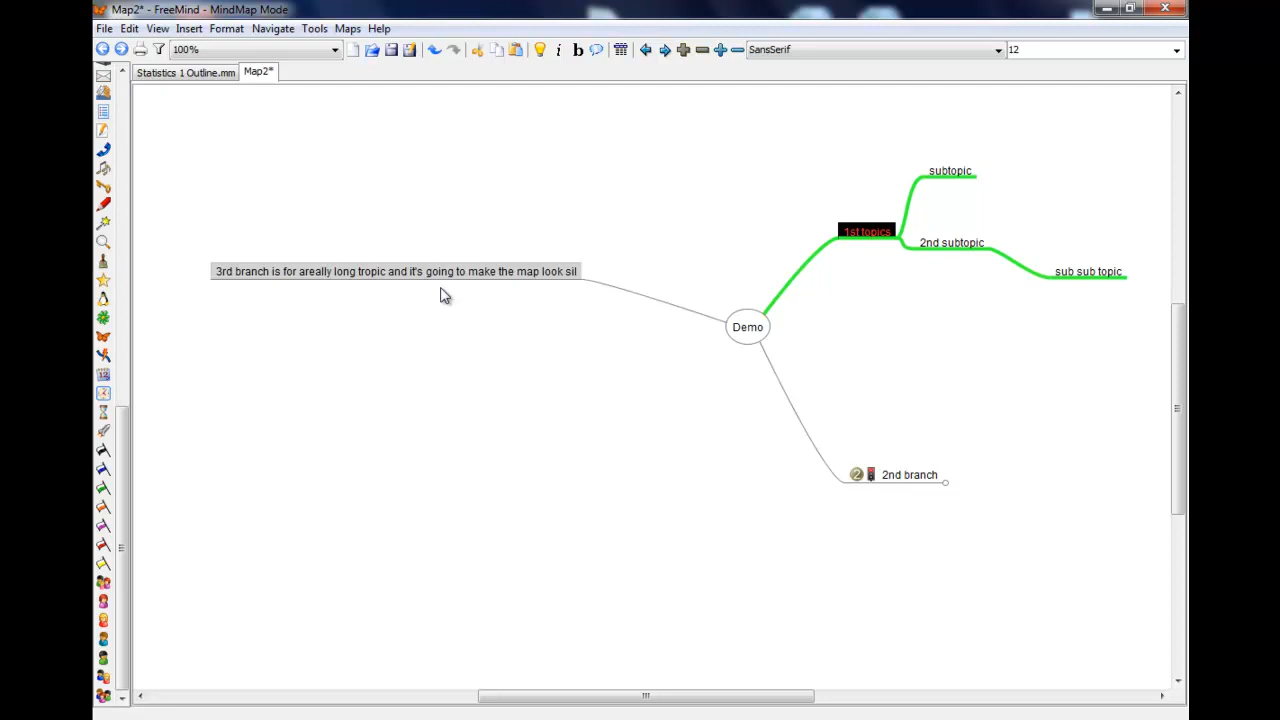 Map2* - FreeMind - MindMap Mode
File Edit View Insert Format Navigate Tools Maps Help
100% i b SansSerif 12
Statistics 1 Outline.mm Map2*
subtopic
1st topics
2nd subtopic
3rd branch is for areally long tropic and it's going to make the map look sil
sub sub topic
Demo
2 2nd branch